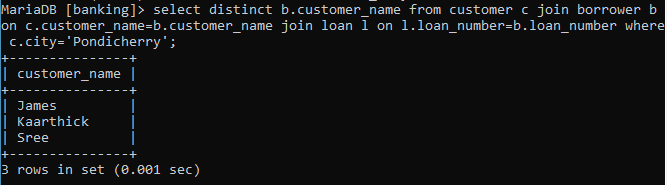 MariaDB [banking]> select distinct b.customer_name from customer c join borrower b
on c.customer_name=b.customer_name join loan l on l.loan_number=b.loan_number where
 c.city='Pondicherry';
+---------------+
| customer_name |
+---------------+
| James         |
| Kaarthick     |
| Sree          |
+---------------+
3 rows in set (0.001 sec)